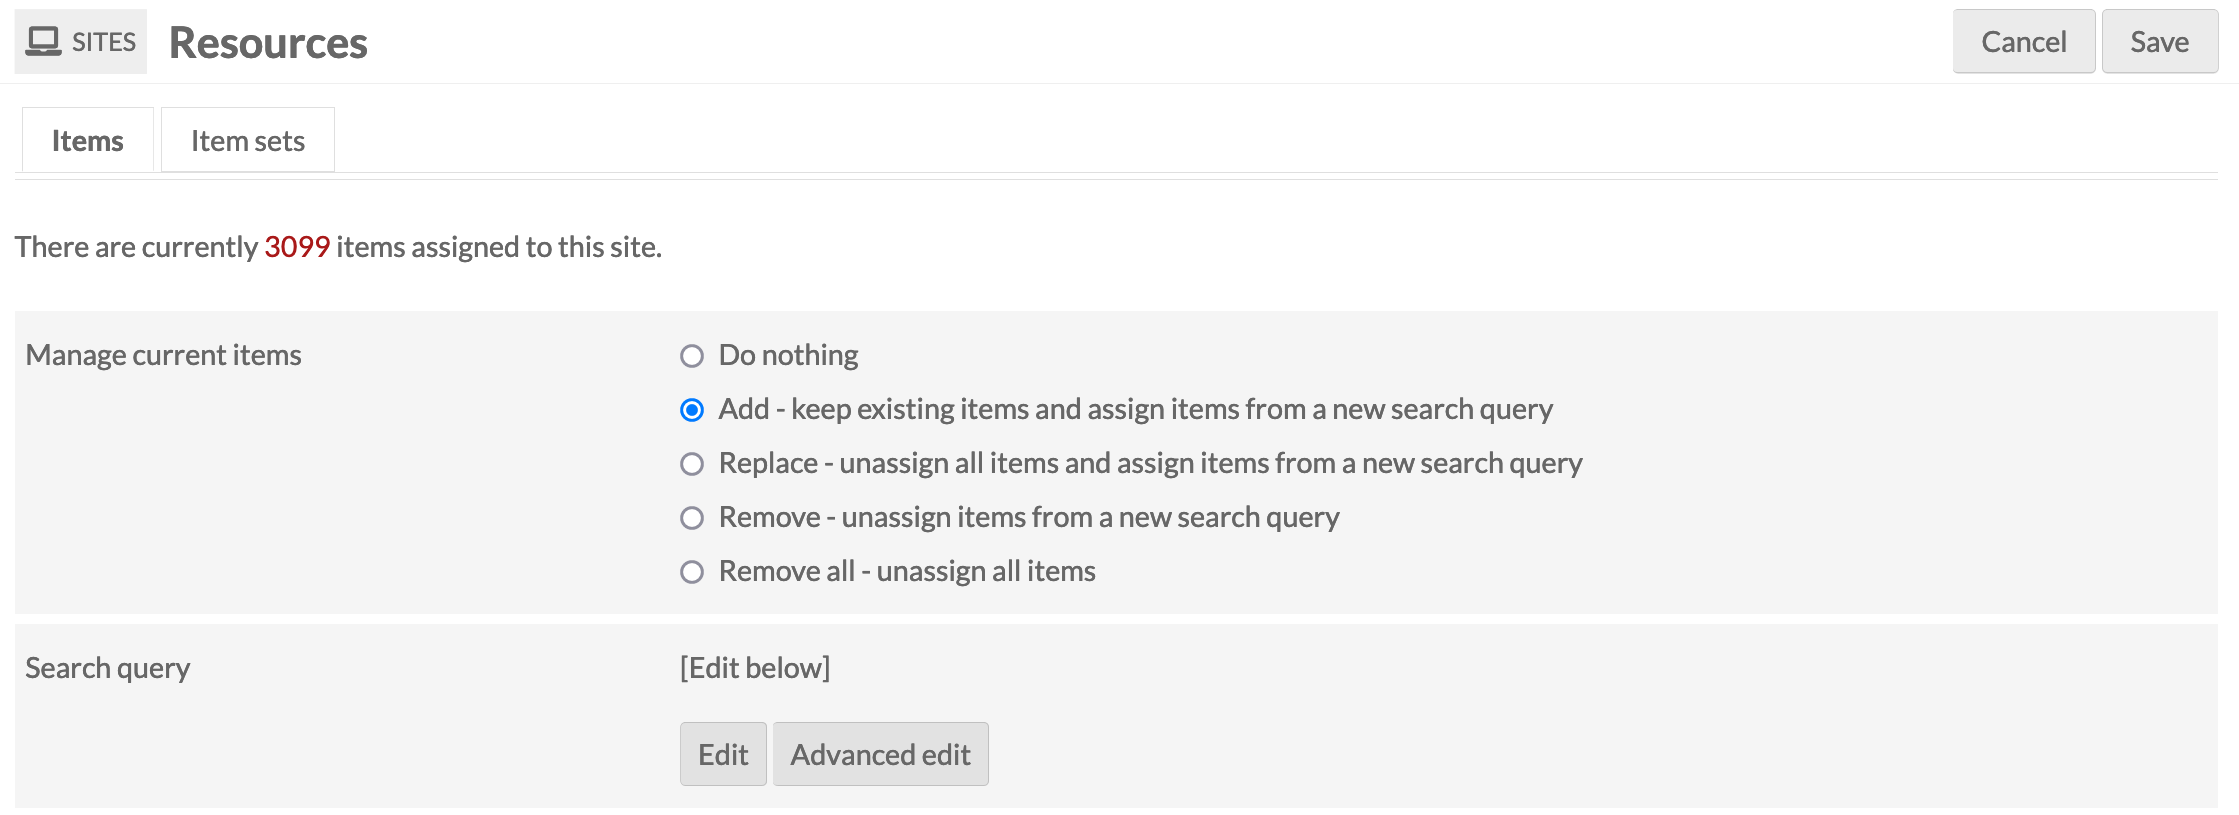 SITES Resources Cancel Save
Items Item sets
There are currently 3099 items assigned to this site.
Manage current items
Do nothing
Add - keep existing items and assign items from a new search query
Replace - unassign all items and assign items from a new search query
Remove - unassign items from a new search query
Remove all - unassign all items
Search query
[Edit below]
Edit Advanced edit